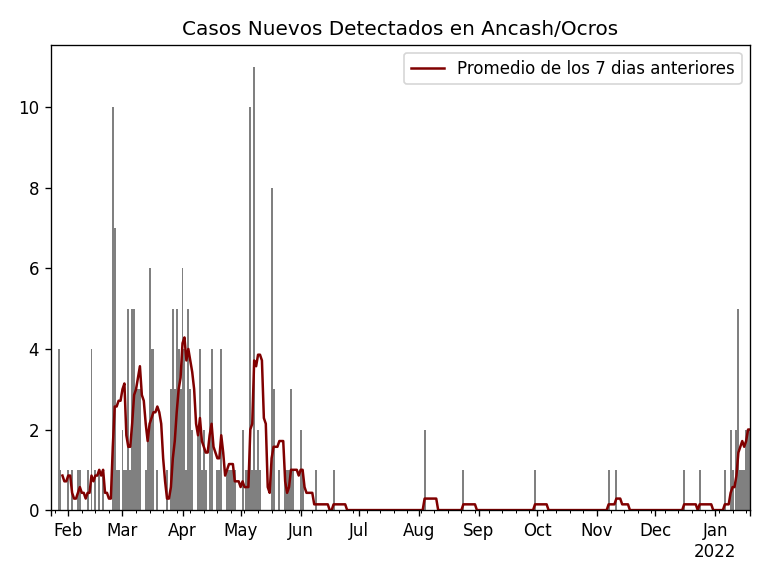 Casos Nuevos Detectados en Ancash/Ocros
Promedio de los 7 dias anteriores
10
8
6
4
2
0
Feb Mar Apr May Jun Jul Aug Sep Oct Nov Dec Jan
2022